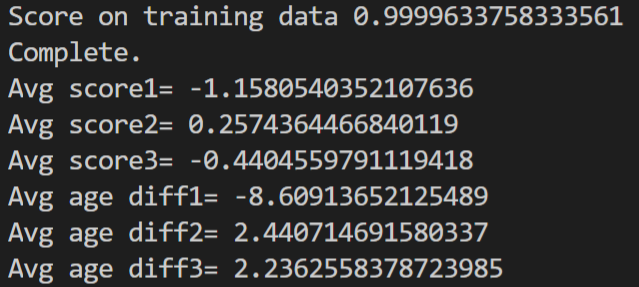 Score on training data 0.9999633758333561
Complete.
Avg score1= -1.1580540352107636
Avg score2= 0.2574364466840119
Avg score3= -0.4404559791119418
Avg age diff1= -8.60913652125489
Avg age diff2= 2.440714691580337
Avg age diff3= 2.2362558378723985